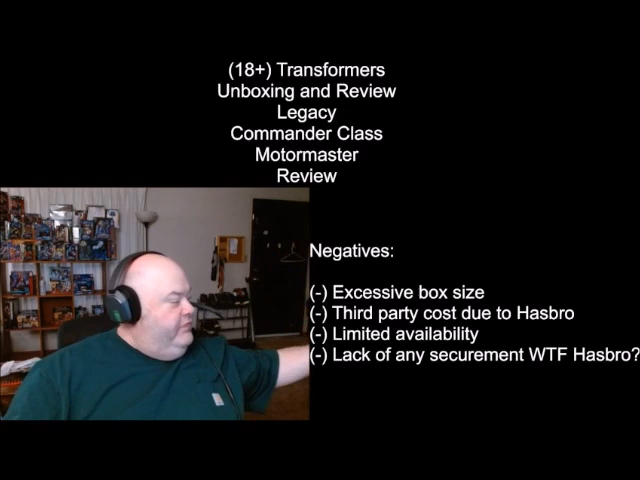 (18+) Transformers
Unboxing and Review
Legacy
Commander Class
Motormaster
Review
Negatives:
(-) Excessive box size
(-) Third party cost due to Hasbro
(-) Limited availability
(-) Lack of any securement WTF Hasbro?